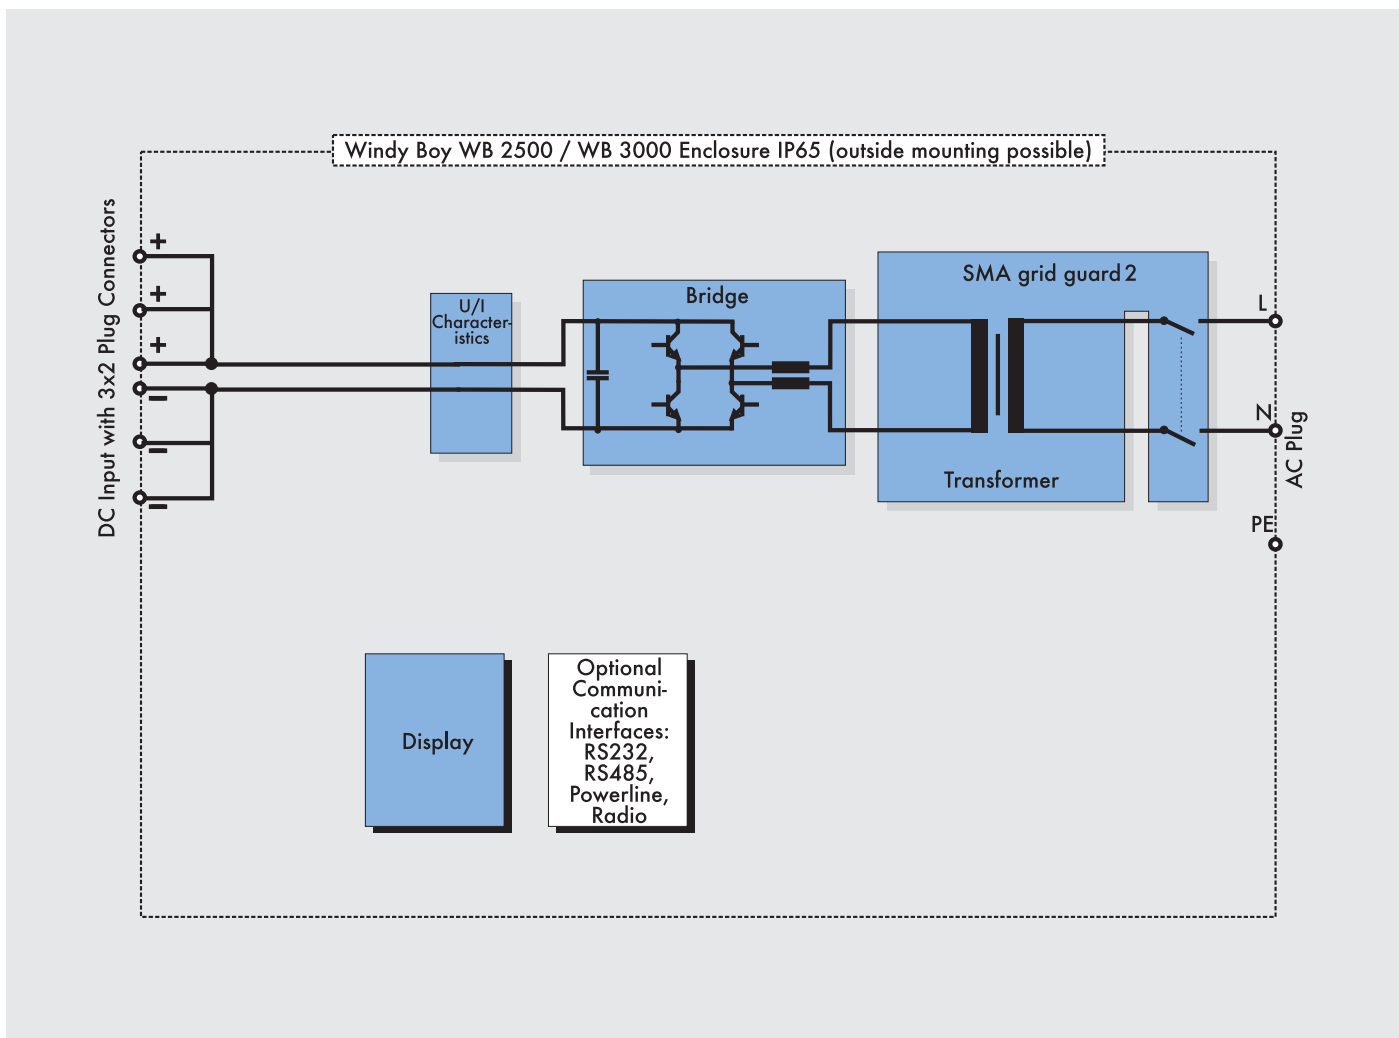 Windy Boy WB 2500 / WB 3000 Enclosure IP65 (outside mounting possible)
DC Input with 3x2 Plug Connectors
+
+
+
−
−
−
U/I
Character-
istics
Bridge
SMA grid guard 2
Transformer
L
N
AC Plug
PE
Display
Optional
Communi-
cation
Interfaces:
RS232,
RS485,
Powerline,
Radio